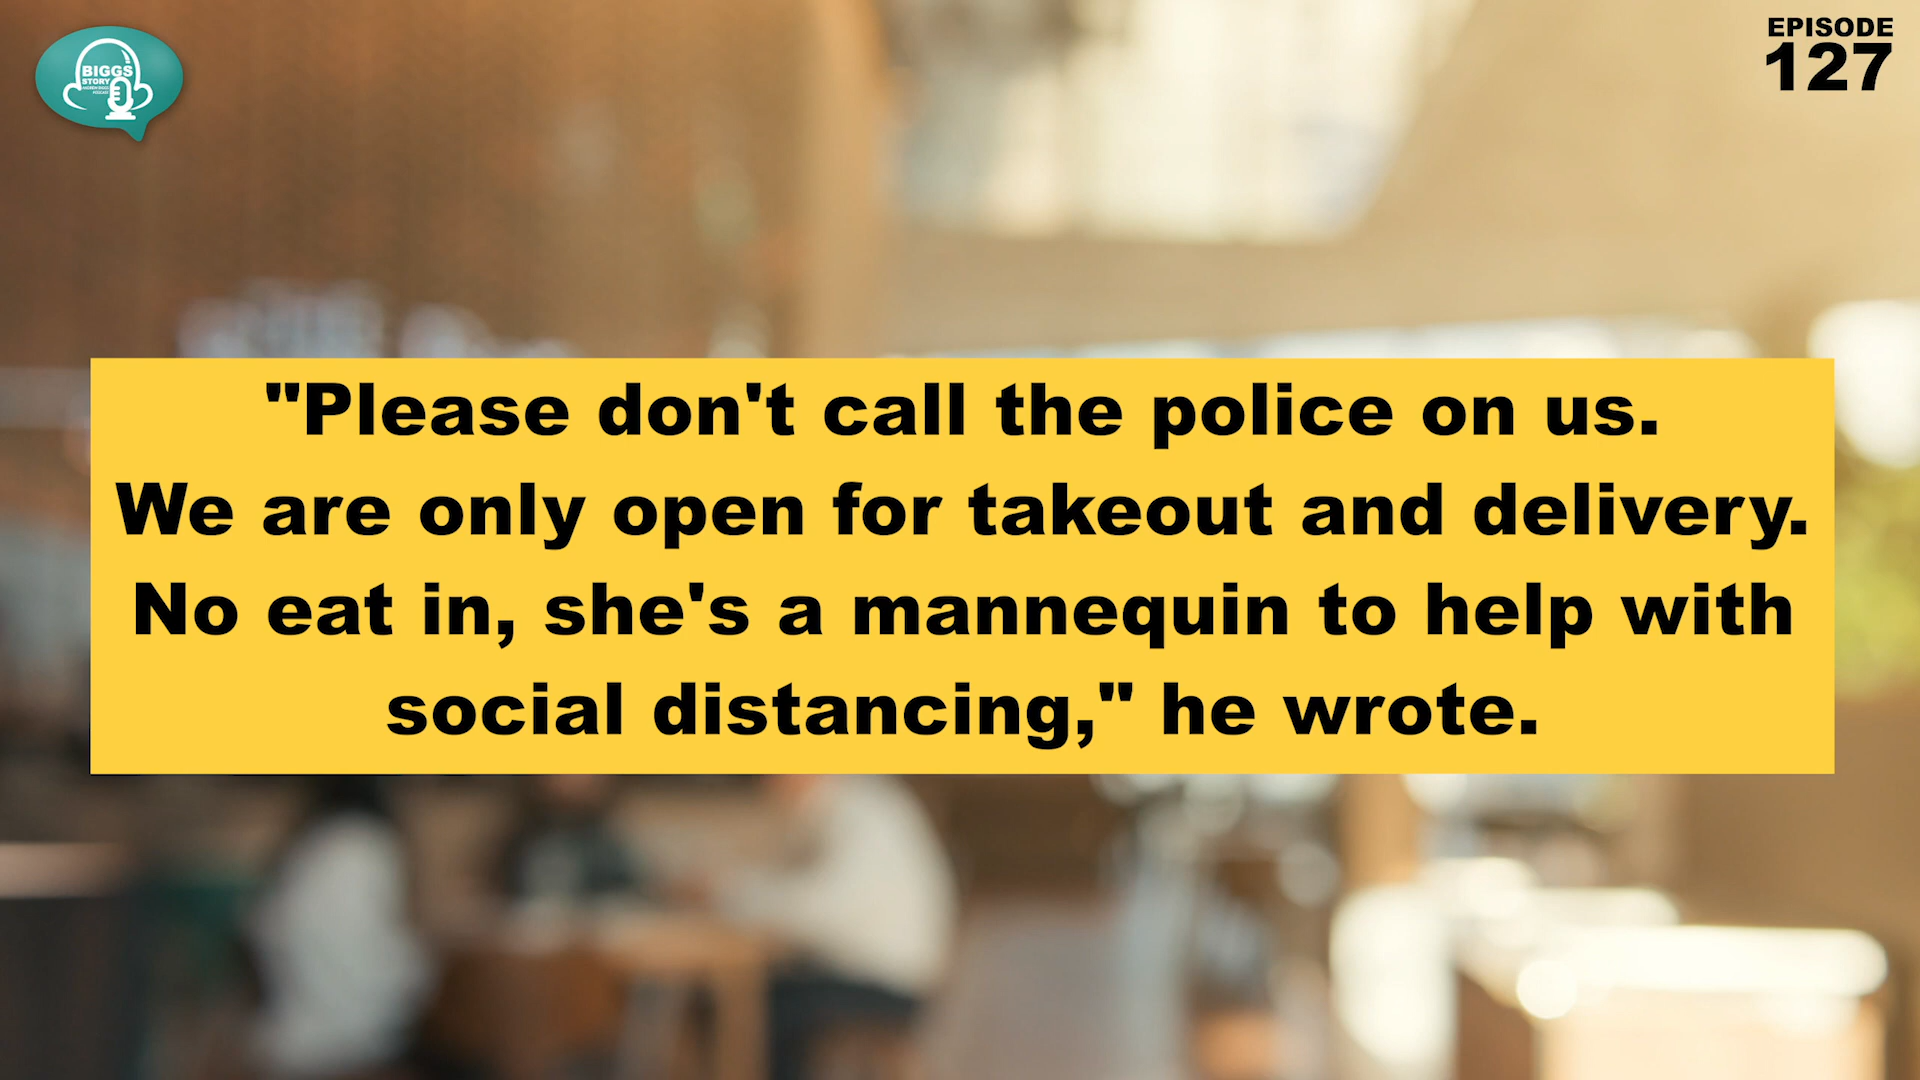 BIGGS
STORY
EPISODE
127
"Please don't call the police on us.
We are only open for takeout and delivery.
No eat in, she's a mannequin to help with
social distancing," he wrote.